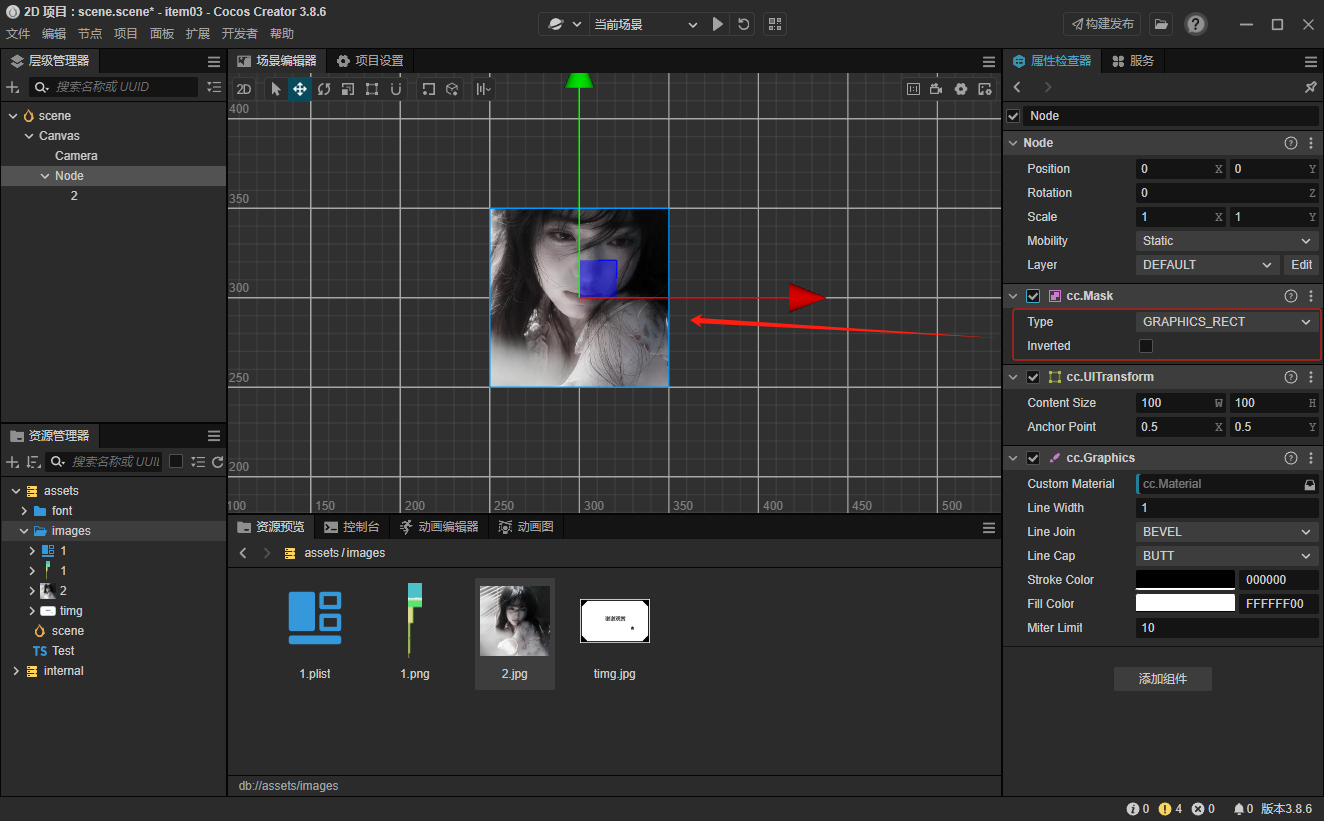 2D 项目 : scene.scene* - item03 - Cocos Creator 3.8.6
文件 编辑 节点 项目 面板 扩展 开发者 帮助
当前场景
构建发布
层级管理器
搜索名称或 UUID
scene
Canvas
Camera
Node
2
场景编辑器 项目设置
2D
400
350
300
250
200
100 150 200 250 300 350 400 450 500
资源管理器
搜索名称或 UUI
assets
font
images
1
1
2
timg
scene
TS Test
internal
资源预览 控制台 动画编辑器 动画图
assets / images
1.plist 1.png 2.jpg timg.jpg
db://assets/images
属性检查器 服务
Node
Node
Position 0 X 0 Y
Rotation 0 Z
Scale 1 X 1 Y
Mobility Static
Layer DEFAULT Edit
cc.Mask
Type GRAPHICS_RECT
Inverted
cc.UITransform
Content Size 100 W 100 H
Anchor Point 0.5 X 0.5 Y
cc.Graphics
Custom Material cc.Material
Line Width 1
Line Join BEVEL
Line Cap BUTT
Stroke Color 000000
Fill Color FFFFFF00
Miter Limit 10
添加组件
0 4 0 0 版本3.8.6